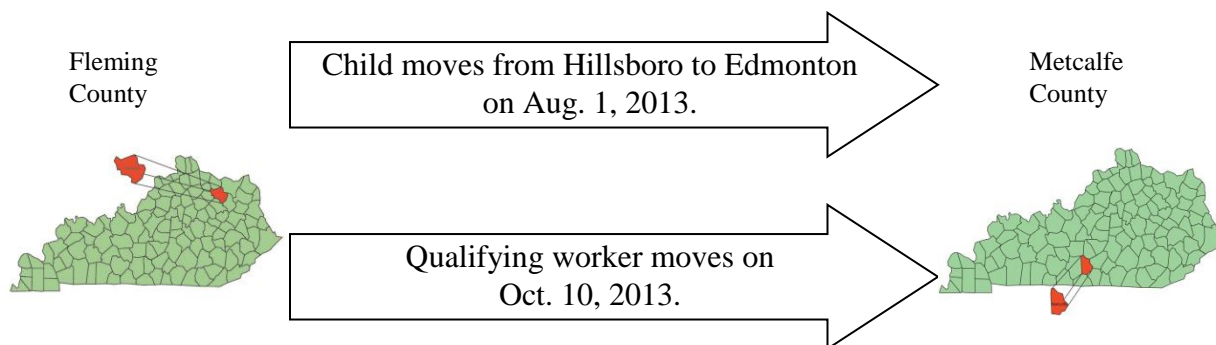 Fleming
County
Child moves from Hillsboro to Edmonton
on Aug. 1, 2013.
Metcalfe
County
Qualifying worker moves on
Oct. 10, 2013.